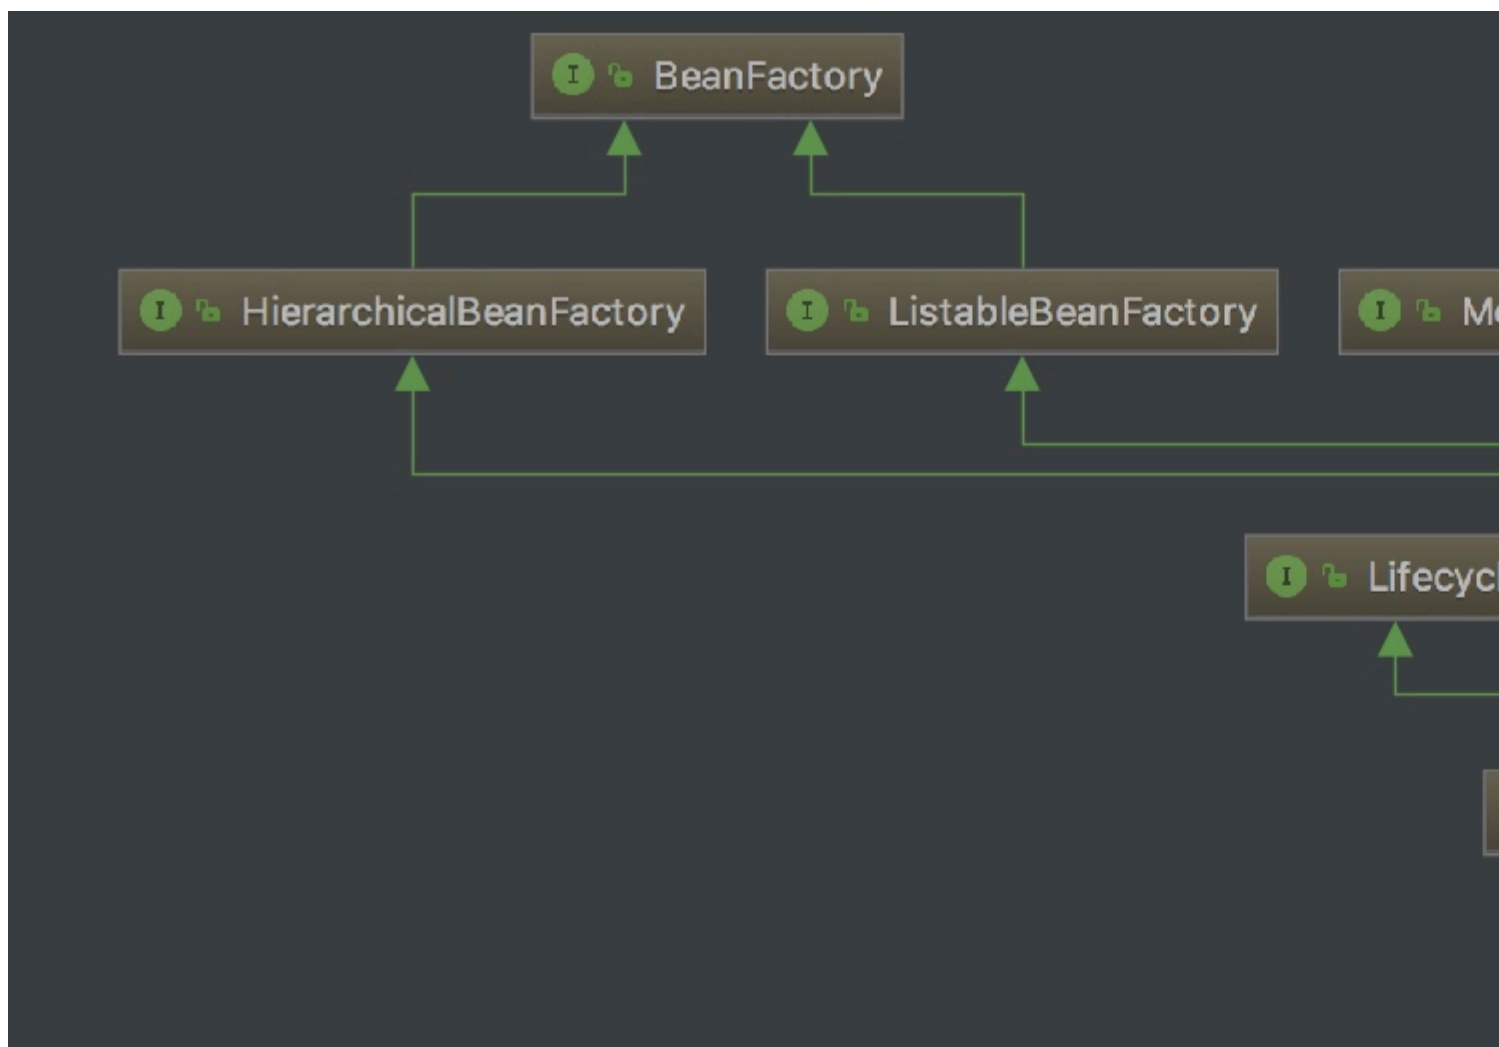 I BeanFactory
I HierarchicalBeanFactory
I ListableBeanFactory
I
I